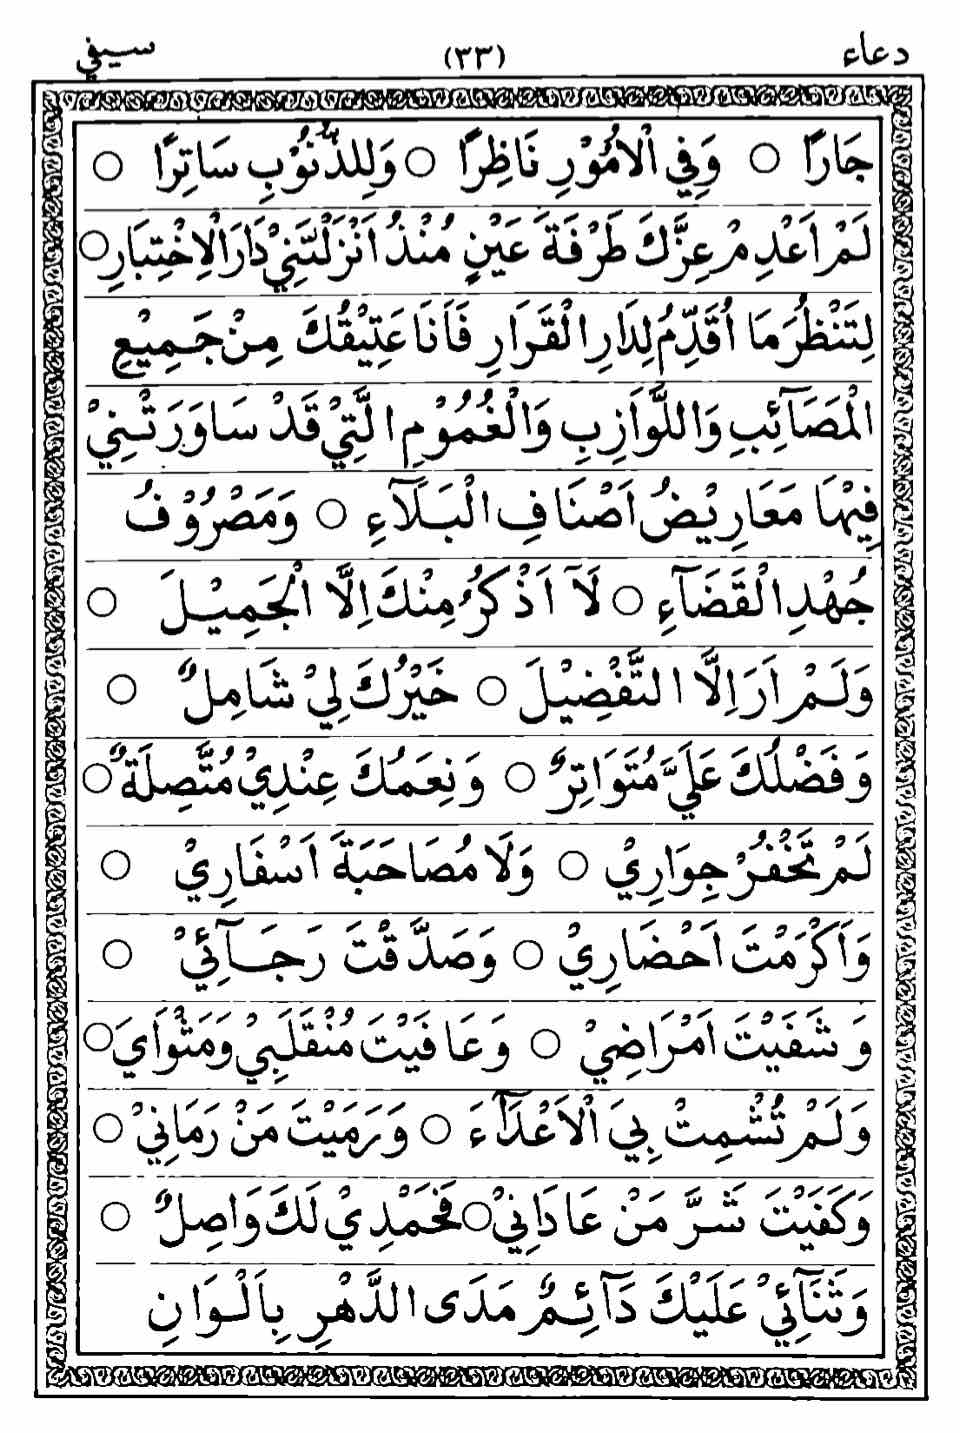 دعاء (٣٣) سيفي
جَارًا ○ وَفِي الْاُمُوْرِ نَاظِرًا ○ وَلِلذُّنُوْبِ سَاتِرًا ○
لَمْ اَعْدِمْ عِزَّكَ طَرْفَةَ عَيْنٍ مُنْذُ اَنْزَلْتَنِيْ دَارَ الْاِخْتِبَارِ ○
لِتَنْظُرَ مَا اُقَدِّمُ لِدَارِ الْقَرَارِ فَاَنَا عَتِيْقُكَ مِنْ جَمِيْعِ
الْمَصَآئِبِ وَاللَّوَازِبِ وَالْغُمُوْمِ الَّتِيْ قَدْ سَاوَرَتْنِيْ
فِيْهَا مَعَارِيْضُ اَصْنَافِ الْبَلَآءِ ○ وَمَصْرُوْفُ
جُهْدِ الْقَضَآءِ ○ لَآ اَذْكُرُ مِنْكَ اِلَّا الْجَمِيْلَ ○
وَلَمْ اَرَ اِلَّا التَّفْضِيْلَ ○ خَيْرُكَ لِيْ شَامِلٌ ○
وَفَضْلُكَ عَلَيَّ مُتَوَاتِرٌ ○ وَنِعَمُكَ عِنْدِيْ مُتَّصِلَةٌ ○
لَمْ تَخْفُرْ جِوَارِيْ ○ وَلَا مُصَاحَبَةَ اَسْفَارِيْ ○
وَاَكْرَمْتَ اَحْضَارِيْ ○ وَصَدَّقْتَ رَجَآئِيْ ○
وَشَفَيْتَ اَمْرَاضِيْ ○ وَعَافَيْتَ مُنْقَلَبِيْ وَمَثْوَايَ ○
وَلَمْ تُشْمِتْ بِيَ الْاَعْدَآءَ ○ وَرَمَيْتَ مَنْ رَمَانِيْ ○
وَكَفَيْتَ شَرَّ مَنْ عَادَانِيْ ○ فَحَمْدِيْ لَكَ وَاصِلٌ ○
وَثَنَآئِيْ عَلَيْكَ دَآئِمٌ مَدَى الدَّهْرِ بِاَلْوَانِ